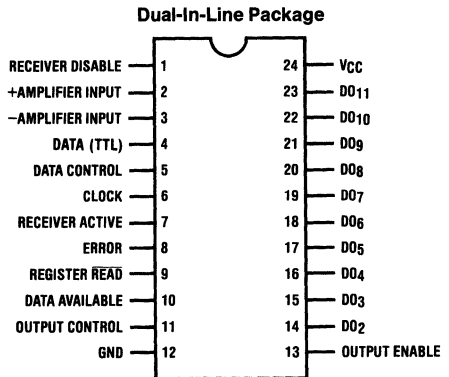 Dual-In-Line Package
RECEIVER DISABLE 1 24 VCC
+AMPLIFIER INPUT 2 23 DO11
−AMPLIFIER INPUT 3 22 DO10
DATA (TTL) 4 21 DO9
DATA CONTROL 5 20 DO8
CLOCK 6 19 DO7
RECEIVER ACTIVE 7 18 DO6
ERROR 8 17 DO5
REGISTER R̅E̅A̅D̅ 9 16 DO4
DATA AVAILABLE 10 15 DO3
OUTPUT CONTROL 11 14 DO2
GND 12 13 OUTPUT ENABLE